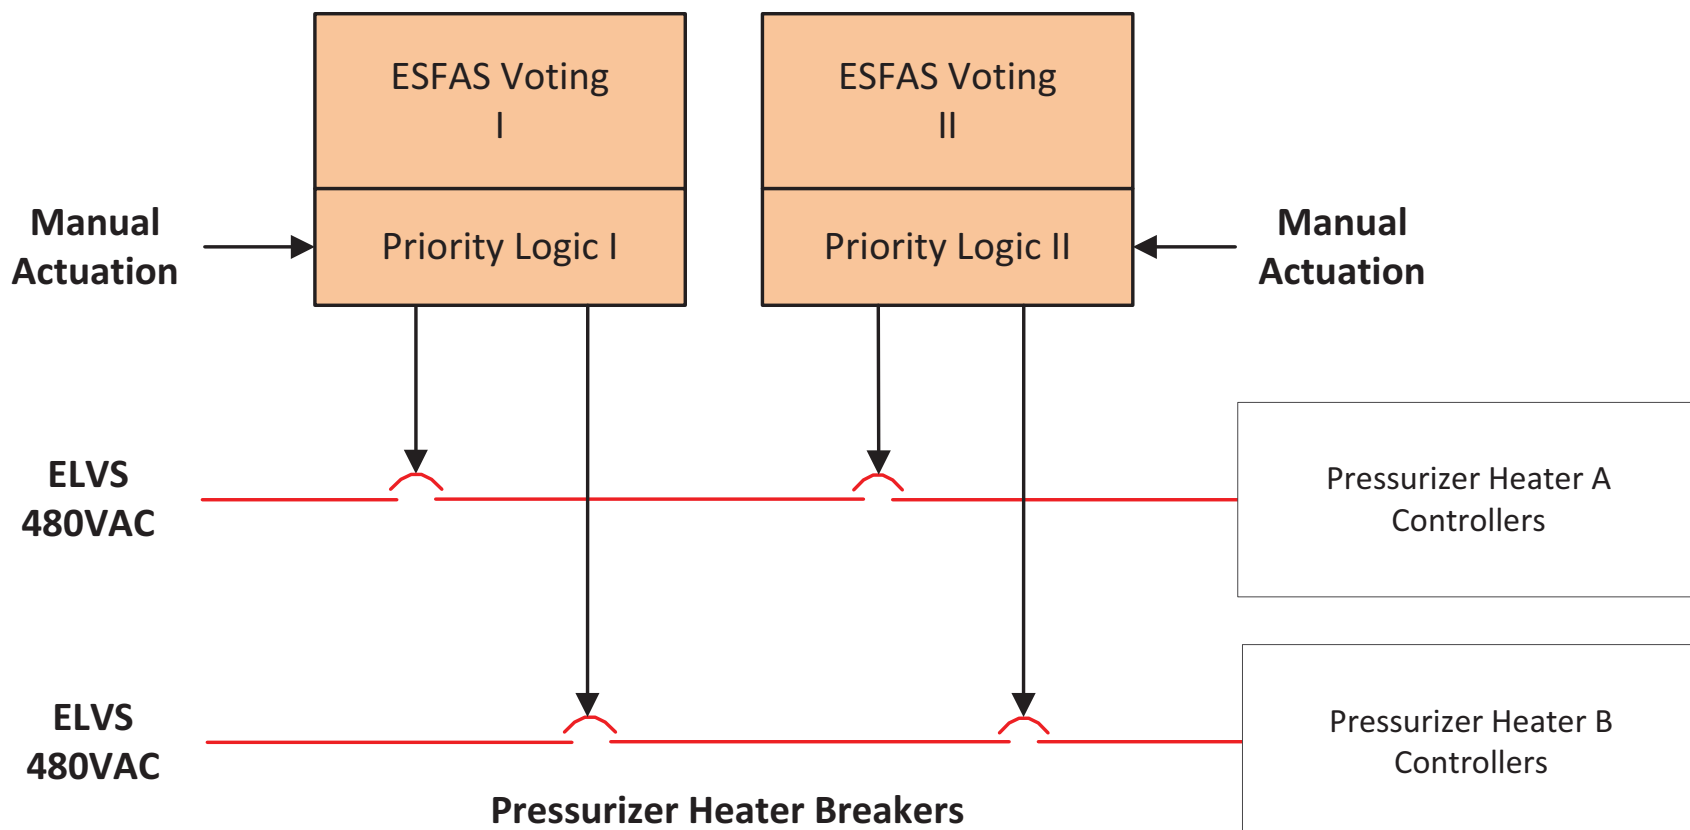 ESFAS Voting
I
ESFAS Voting
II
Manual
Actuation
Priority Logic I
Priority Logic II
Manual
Actuation
ELVS
480VAC
Pressurizer Heater A
Controllers
ELVS
480VAC
Pressurizer Heater B
Controllers
Pressurizer Heater Breakers